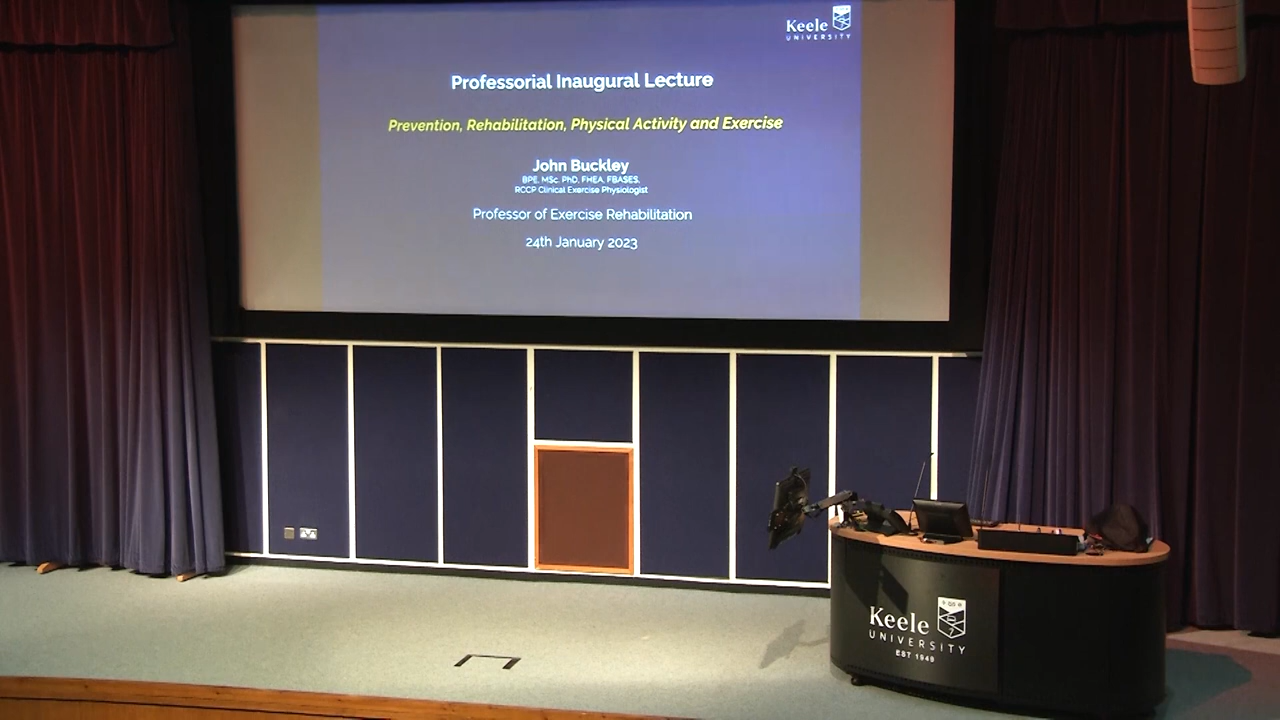 Keele
UNIVERSITY
Professorial Inaugural Lecture
Prevention, Rehabilitation, Physical Activity and Exercise
John Buckley
BPE, MSc, PhD, FHEA, FBASES,
RCCP Clinical Exercise Physiologist
Professor of Exercise Rehabilitation
24th January 2023
Keele
UNIVERSITY
EST 1949